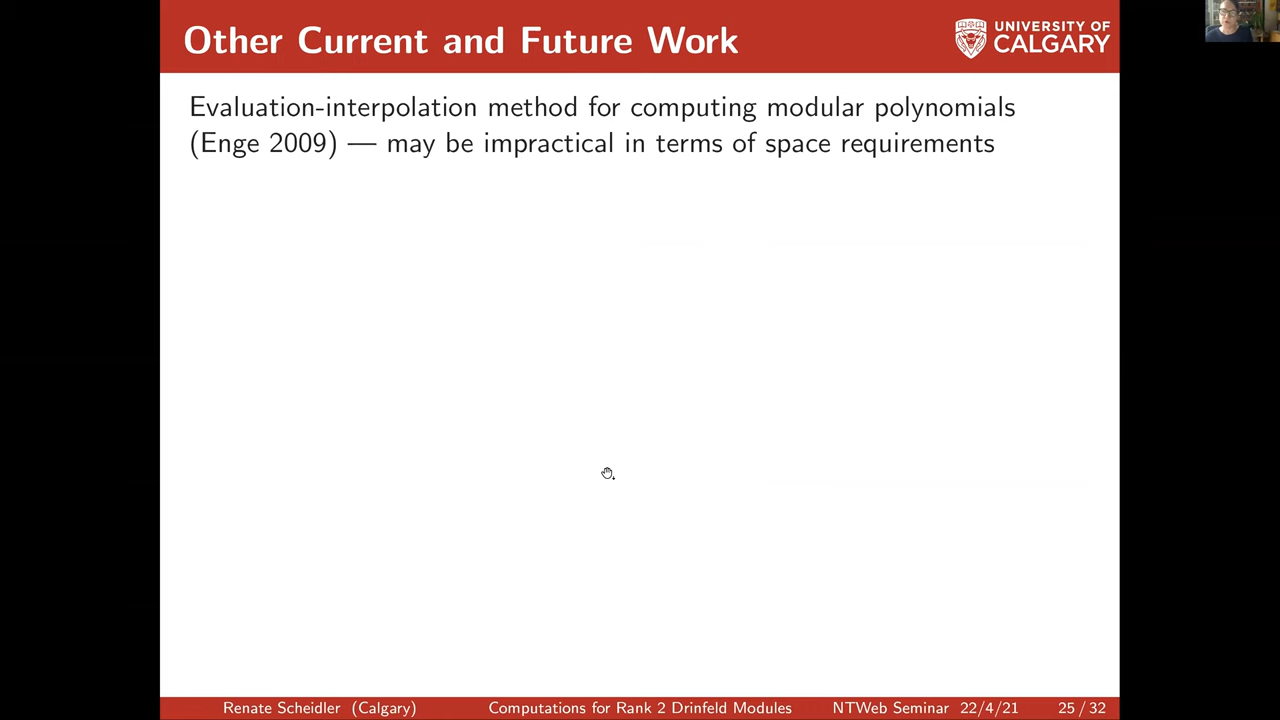 Other Current and Future Work
UNIVERSITY OF
CALGARY
Evaluation-interpolation method for computing modular polynomials
(Enge 2009) — may be impractical in terms of space requirements
Renate Scheidler (Calgary) Computations for Rank 2 Drinfeld Modules NTWeb Seminar 22/4/21 25 / 32